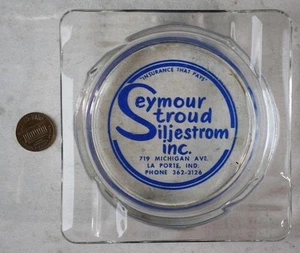 "INSURANCE THAT PAYS"
Seymour
Stroud
Siljestrom
inc.
719 MICHIGAN AVE.
LA PORTE, IND.
PHONE 362-3126